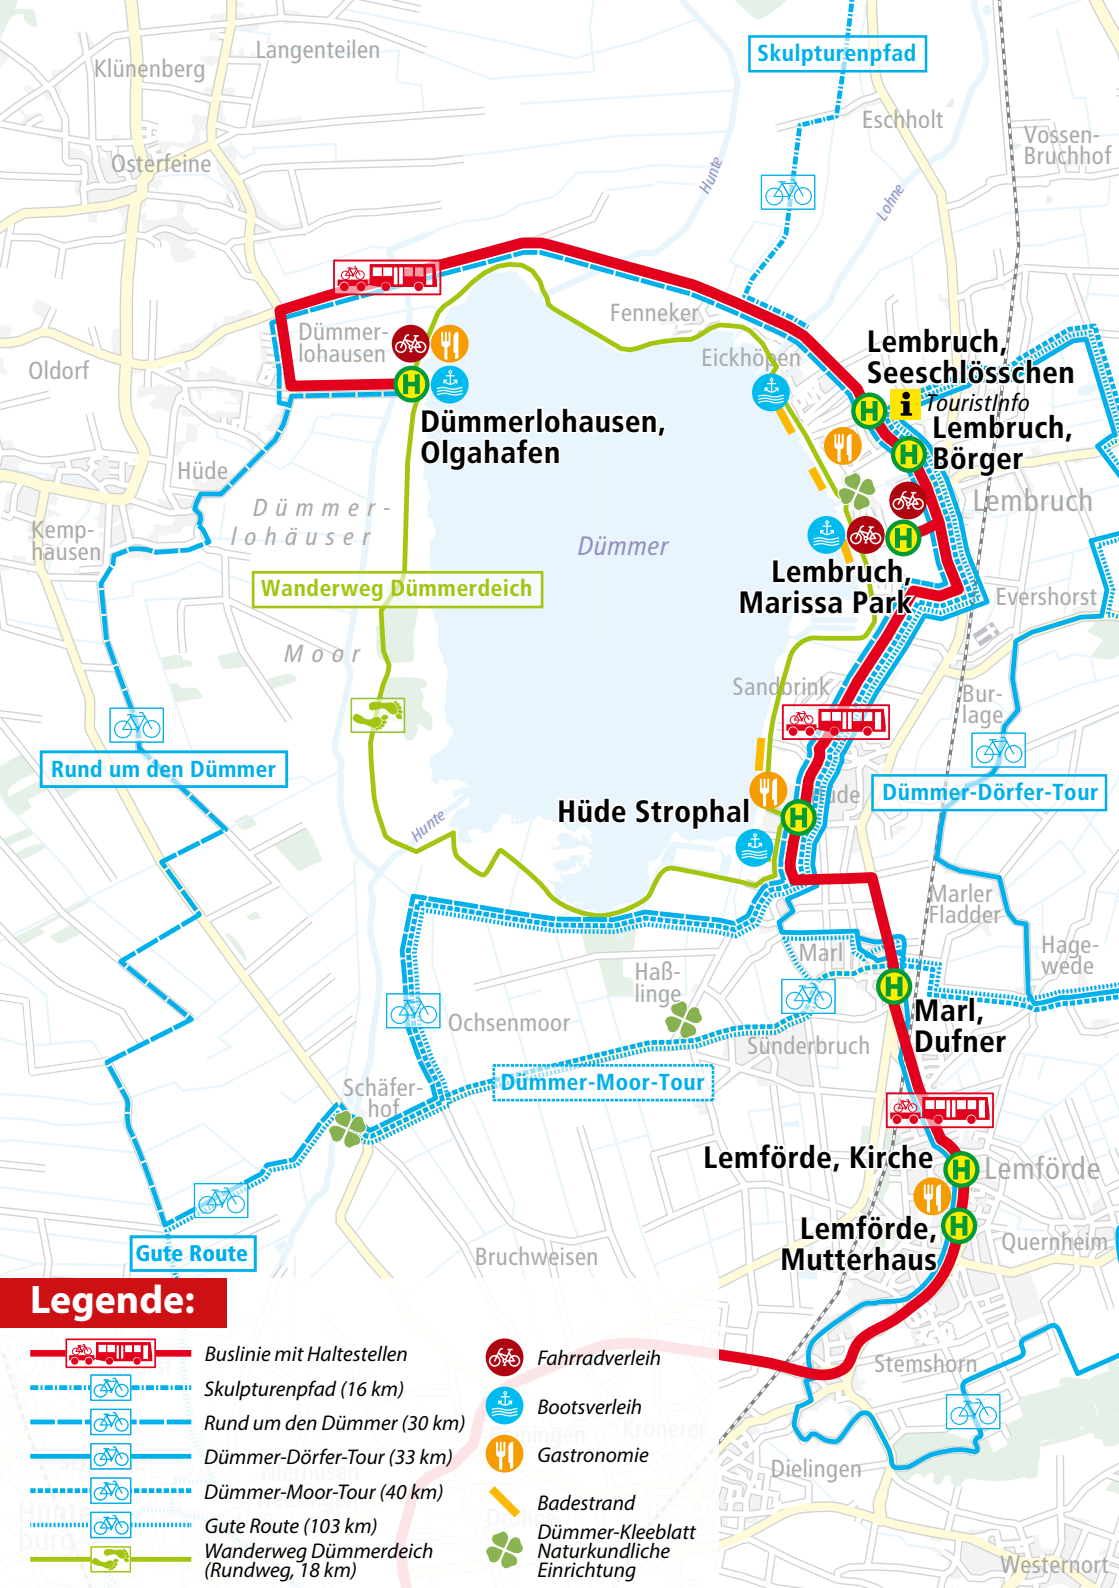 Langenteilen
Klünenberg
Skulpturenpfad
Eschholt
Vossen-
Bruchhof
Osterfeine
Hunte
Lohne
Fenneker
Dümmer-
lohausen
Eickhöpen
Oldorf
Lembruch,
Seeschlösschen
i TouristInfo
Lembruch,
Börger
H
H
H
Dümmerlohausen,
Olgahafen
Hüde
Lembruch
Kemp-
hausen
Dümmer-
lohäuser
Moor
Dümmer
H
Lembruch,
Marissa Park
Wanderweg Dümmerdeich
Evershorst
Sandbrink
Bur-
lage
Rund um den Dümmer
Dümmer-Dörfer-Tour
Hüde Strophal
H
Hunte
Marler
Fladder
Marl
Hage-
wede
Haß-
linge
H
Marl,
Dufner
Ochsenmoor
Sünderbruch
Dümmer-Moor-Tour
Schäfer-
hof
Lemförde, Kirche
H
Lemförde
Lemförde,
Mutterhaus
H
Quernheim
Gute Route
Bruchweisen
Stemshorn
Dielingen
Westernort
Legende:
Buslinie mit Haltestellen
Skulpturenpfad (16 km)
Rund um den Dümmer (30 km)
Dümmer-Dörfer-Tour (33 km)
Dümmer-Moor-Tour (40 km)
Gute Route (103 km)
Wanderweg Dümmerdeich
(Rundweg, 18 km)
Fahrradverleih
Bootsverleih
Gastronomie
Badestrand
Dümmer-Kleeblatt
Naturkundliche
Einrichtung